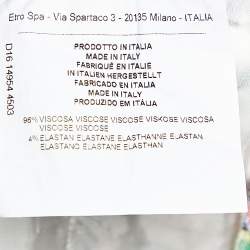 Etro Spa - Via Spartaco 3 - 20135 Milano - ITALIA
D16 14954 4503
PRODOTTO IN ITALIA
MADE IN ITALY
FABRIQUÉ EN ITALIE
IN ITALIEN HERGESTELLT
FABRICADO EN ITALIA
MADE IN ITALY
PRODUZIDO EM ITÁLIA
96% VISCOSA VISCOSE VISCOSE VISKOSE VISCOSA
VISCOSE VISCOSE
4% ELASTAN ELASTANE ELASTHANNE ELASTAN
ELASTANO ELASTANE ELASTHAN